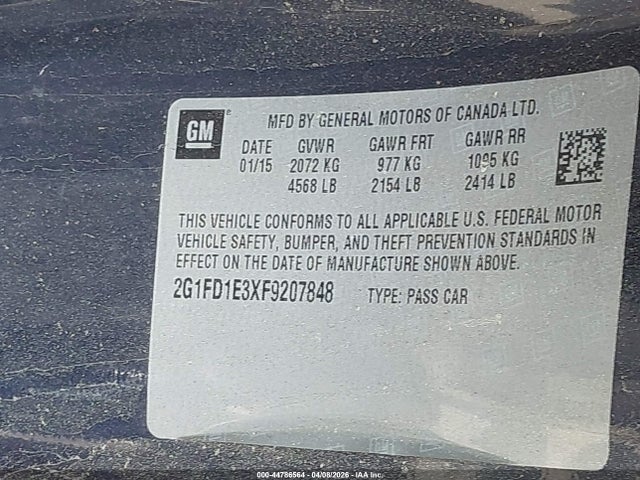 GM
MFD BY GENERAL MOTORS OF CANADA LTD.
DATE GVWR GAWR FRT GAWR RR
01/15 2072 KG 977 KG 1095 KG
4568 LB 2154 LB 2414 LB
THIS VEHICLE CONFORMS TO ALL APPLICABLE U.S. FEDERAL MOTOR
VEHICLE SAFETY, BUMPER, AND THEFT PREVENTION STANDARDS IN
EFFECT ON THE DATE OF MANUFACTURE SHOWN ABOVE.
2G1FD1E3XF9207848 TYPE: PASS CAR
000-44786564 - 04/08/2026 - IAA Inc.